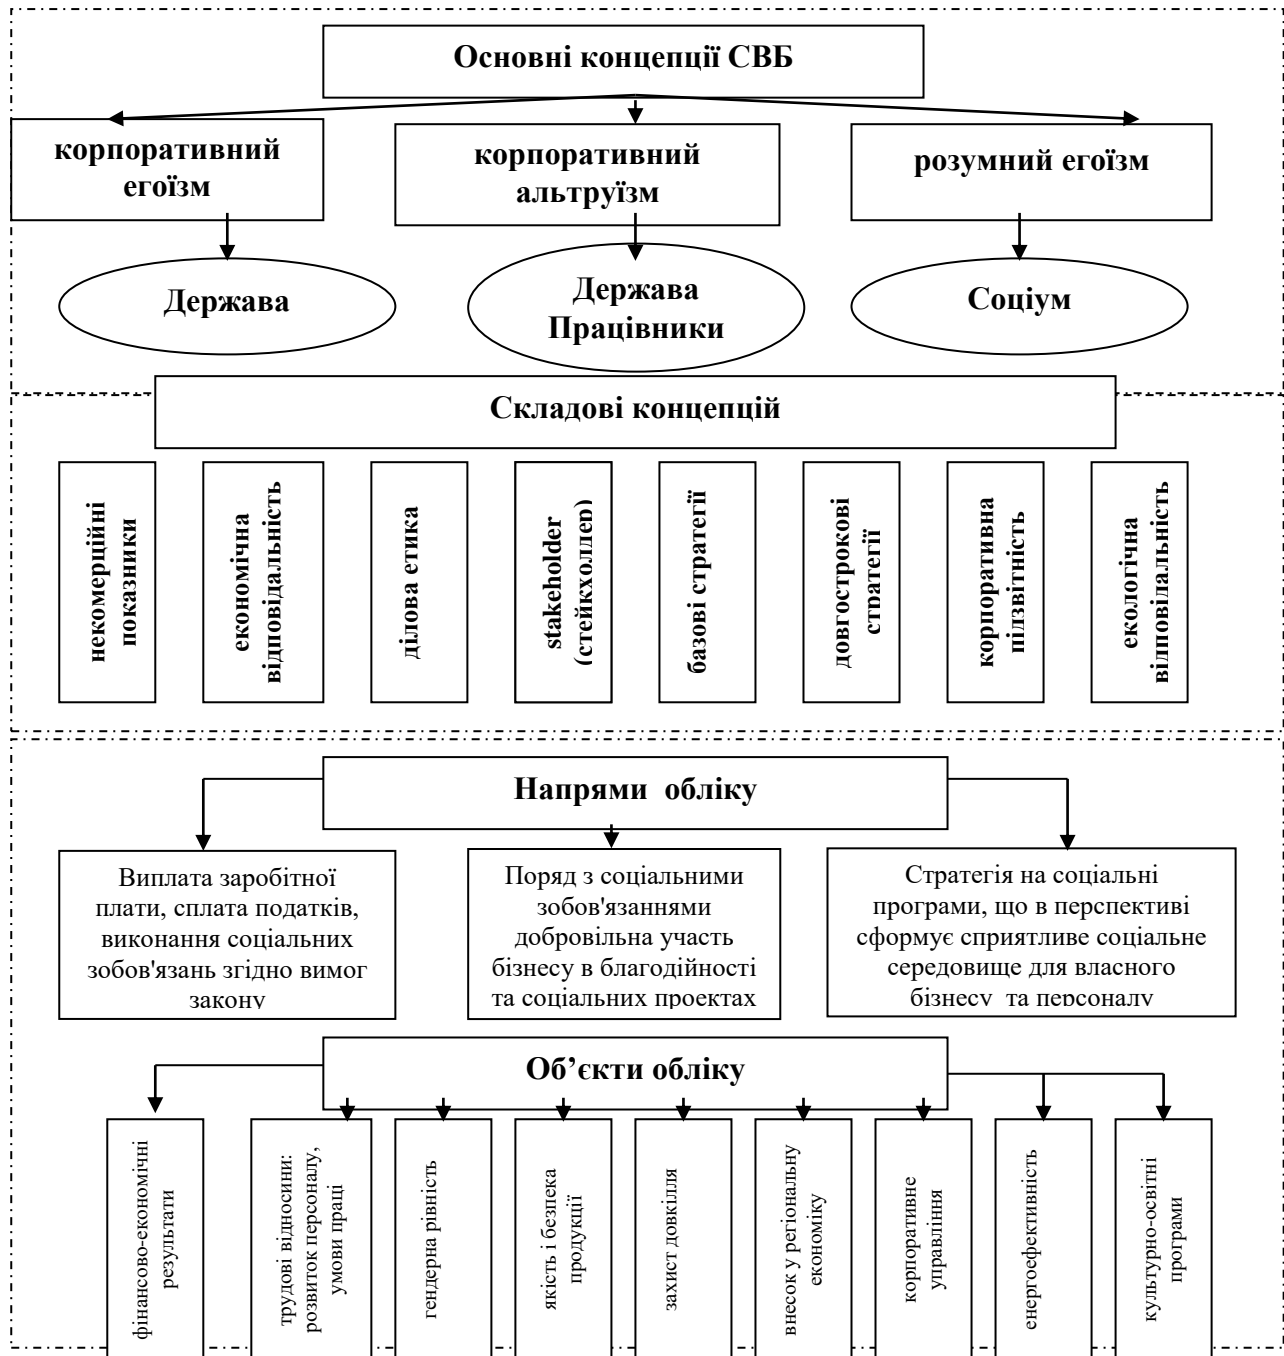 Основні концепції СВБ
корпоративний
егоїзм
корпоративний
альтруїзм
розумний егоїзм
Держава
Держава
Працівники
Соціум
Складові концепцій
некомерційні
показники
економічна
відповідальність
ділова етика
stakeholder
(стейкхолдер)
базові стратегії
довгострокові
стратегії
корпоративна
підзвітність
екологічна
відповідальність
Напрями обліку
Виплата заробітної
плати, сплата податків,
виконання соціальних
зобов'язань згідно вимог
закону
Поряд з соціальними
зобов'язаннями
добровільна участь
бізнесу в благодійності
та соціальних проектах
Стратегія на соціальні
програми, що в перспективі
сформує сприятливе соціальне
середовище для власного
бізнесу та персоналу
Об’єкти обліку
фінансово-економічні
результати
трудові відносини:
розвиток персоналу,
умови праці
гендерна рівність
якість і безпека
продукції
захист довкілля
внесок у регіональну
економіку
корпоративне
управління
енергоефективність
культурно-освітні
програми